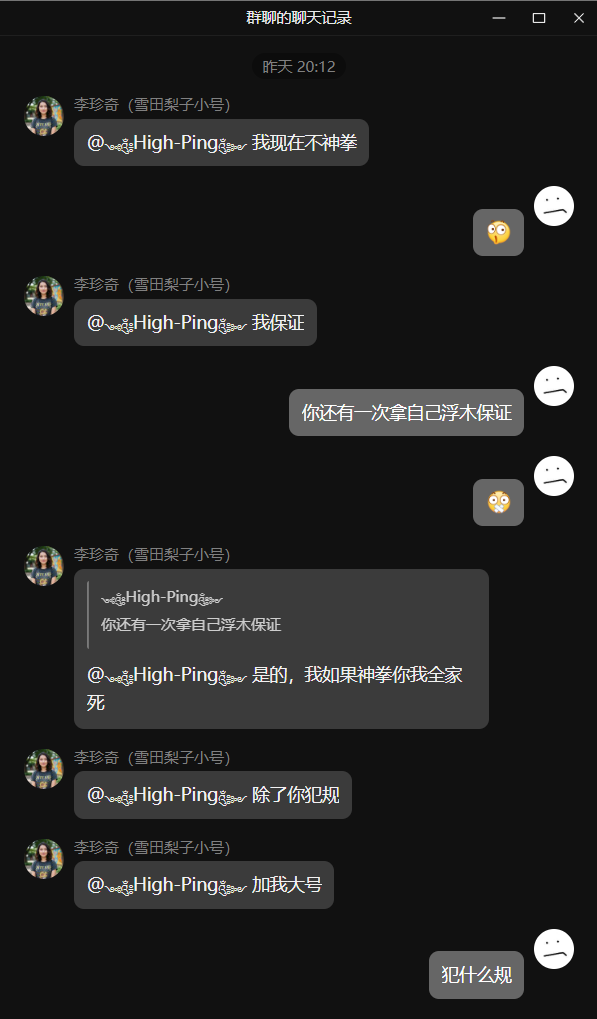 群聊的聊天记录
昨天 20:12
李珍奇（雪田梨子小号）
@High-Ping 我现在不神拳
李珍奇（雪田梨子小号）
@High-Ping 我保证
你还有一次拿自己浮木保证
李珍奇（雪田梨子小号）
High-Ping
你还有一次拿自己浮木保证
@High-Ping 是的，我如果神拳你我全家
死
李珍奇（雪田梨子小号）
@High-Ping 除了你犯规
李珍奇（雪田梨子小号）
@High-Ping 加我大号
犯什么规